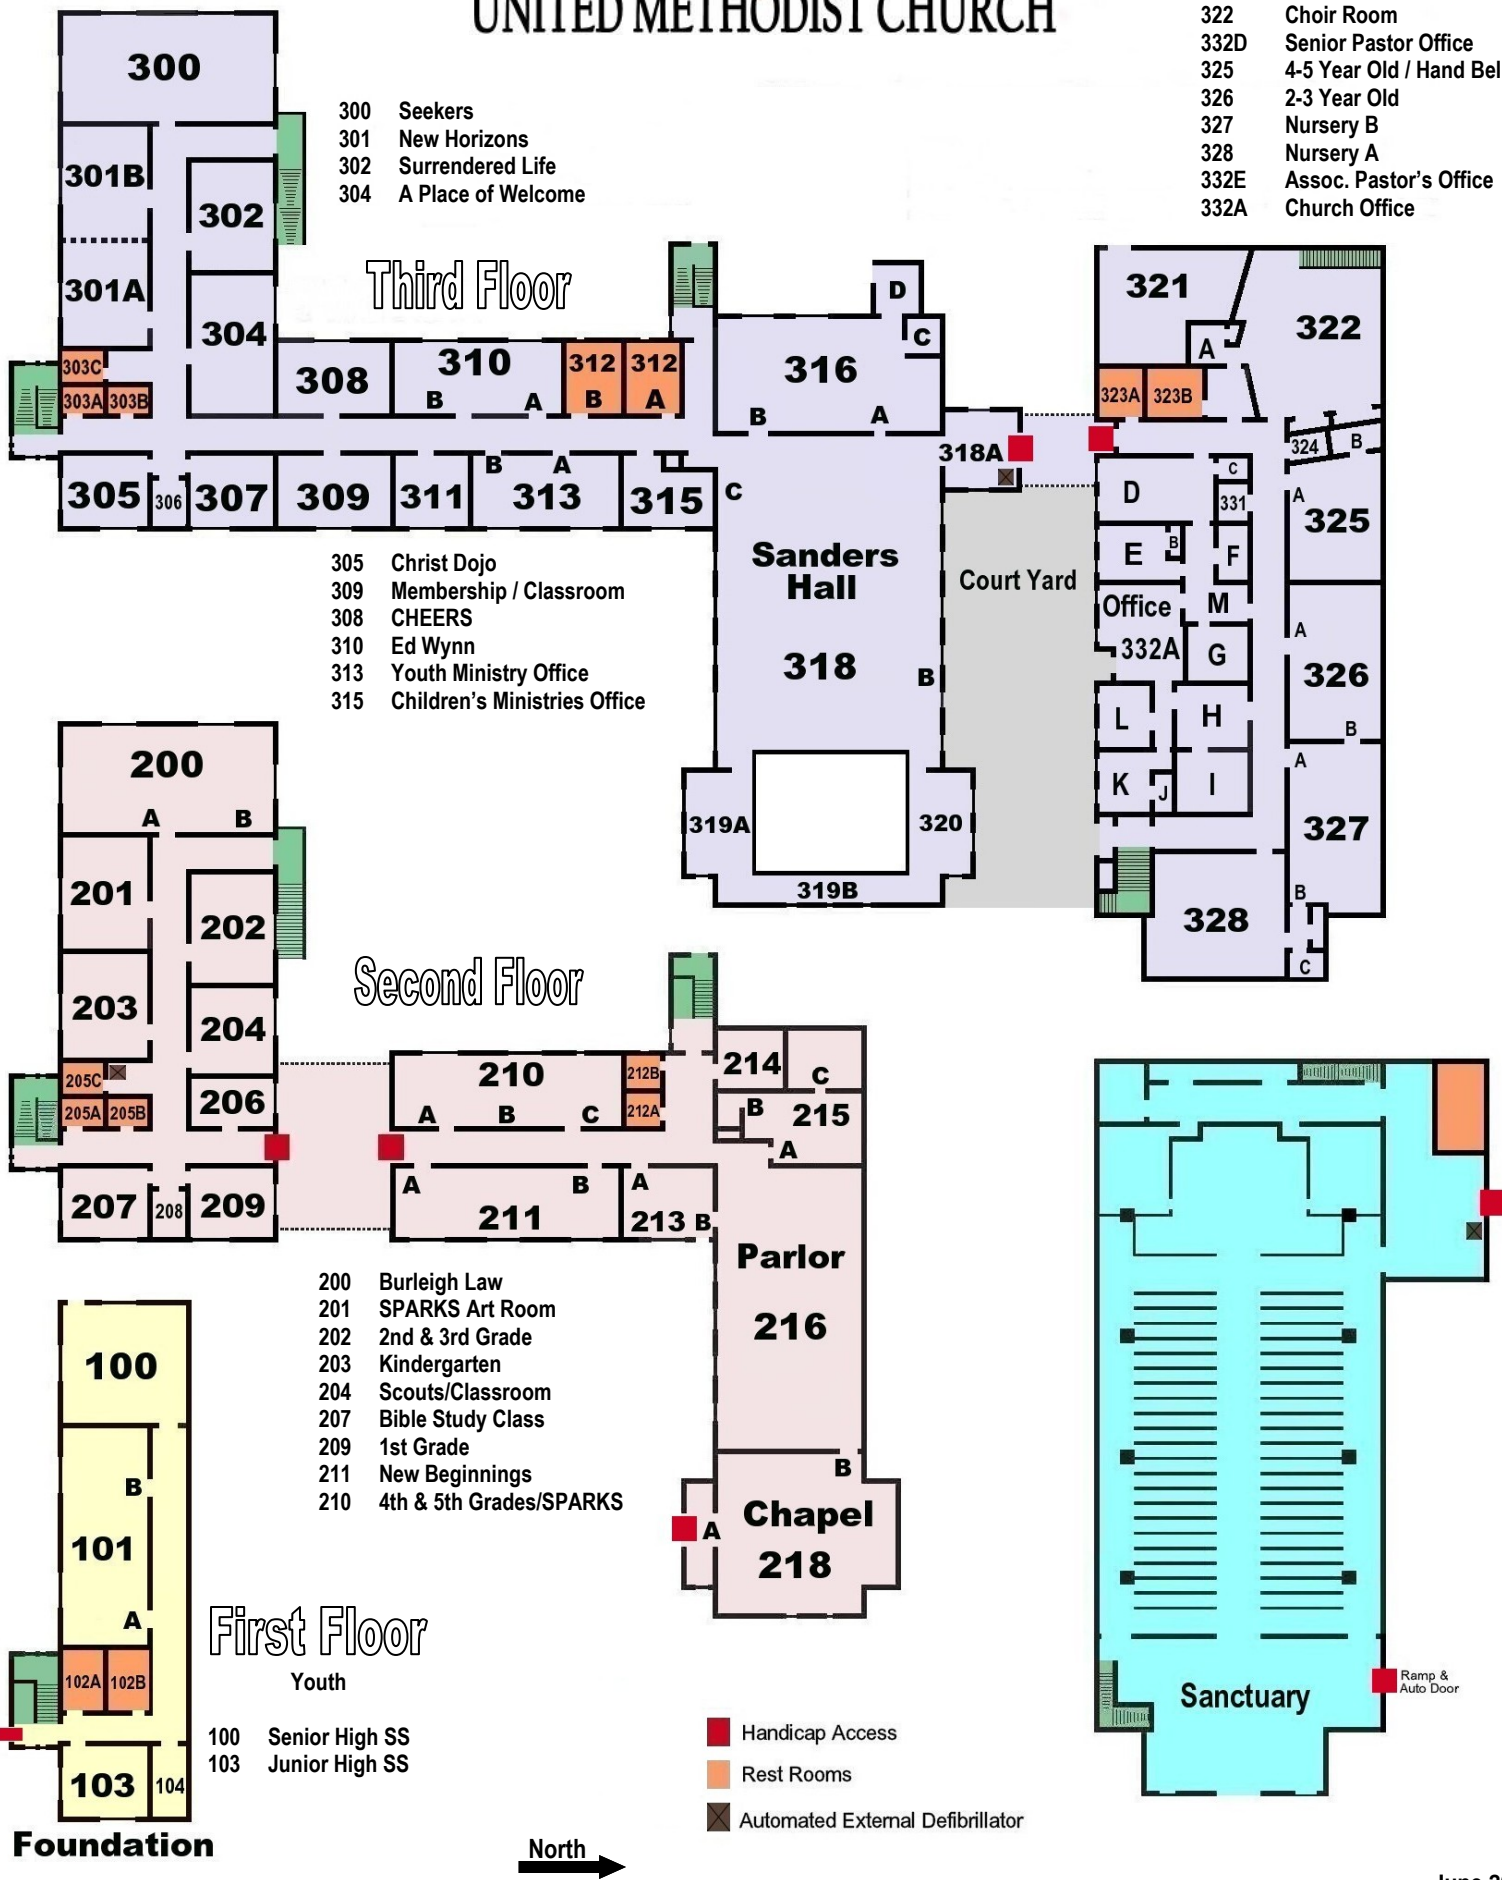 UNITED METHODIST CHURCH
322 Choir Room
332D Senior Pastor Office
325 4-5 Year Old / Hand Bel
326 2-3 Year Old
327 Nursery B
328 Nursery A
332E Assoc. Pastor's Office
332A Church Office
300 Seekers
301 New Horizons
302 Surrendered Life
304 A Place of Welcome
Third Floor
300
301B
302
301A
304
303C
303A 303B
308
310
B A
312 B
312 A
305
306
307
309
311
B A
313
315
316
B A
D
C
318A
C
Sanders
Hall
318
B
319A
320
319B
Court Yard
321
322
A
323A
323B
324
B
D
C
331
A
325
E
B
F
Office
M
332A
G
A
326
B
L
H
K
J
I
A
327
B
328
C
305 Christ Dojo
309 Membership / Classroom
308 CHEERS
310 Ed Wynn
313 Youth Ministry Office
315 Children's Ministries Office
Second Floor
200
A B
201
202
203
204
205C
205A 205B
206
207
208
209
210
A B C
212B
212A
214
C
B
215
A
A B
211
A
213 B
Parlor
216
B
Chapel
A
218
200 Burleigh Law
201 SPARKS Art Room
202 2nd & 3rd Grade
203 Kindergarten
204 Scouts/Classroom
207 Bible Study Class
209 1st Grade
211 New Beginnings
210 4th & 5th Grades/SPARKS
100
B
101
A
102A 102B
103
104
Foundation
First Floor
Youth
100 Senior High SS
103 Junior High SS
Sanctuary
Ramp &
Auto Door
Handicap Access
Rest Rooms
Automated External Defibrillator
North